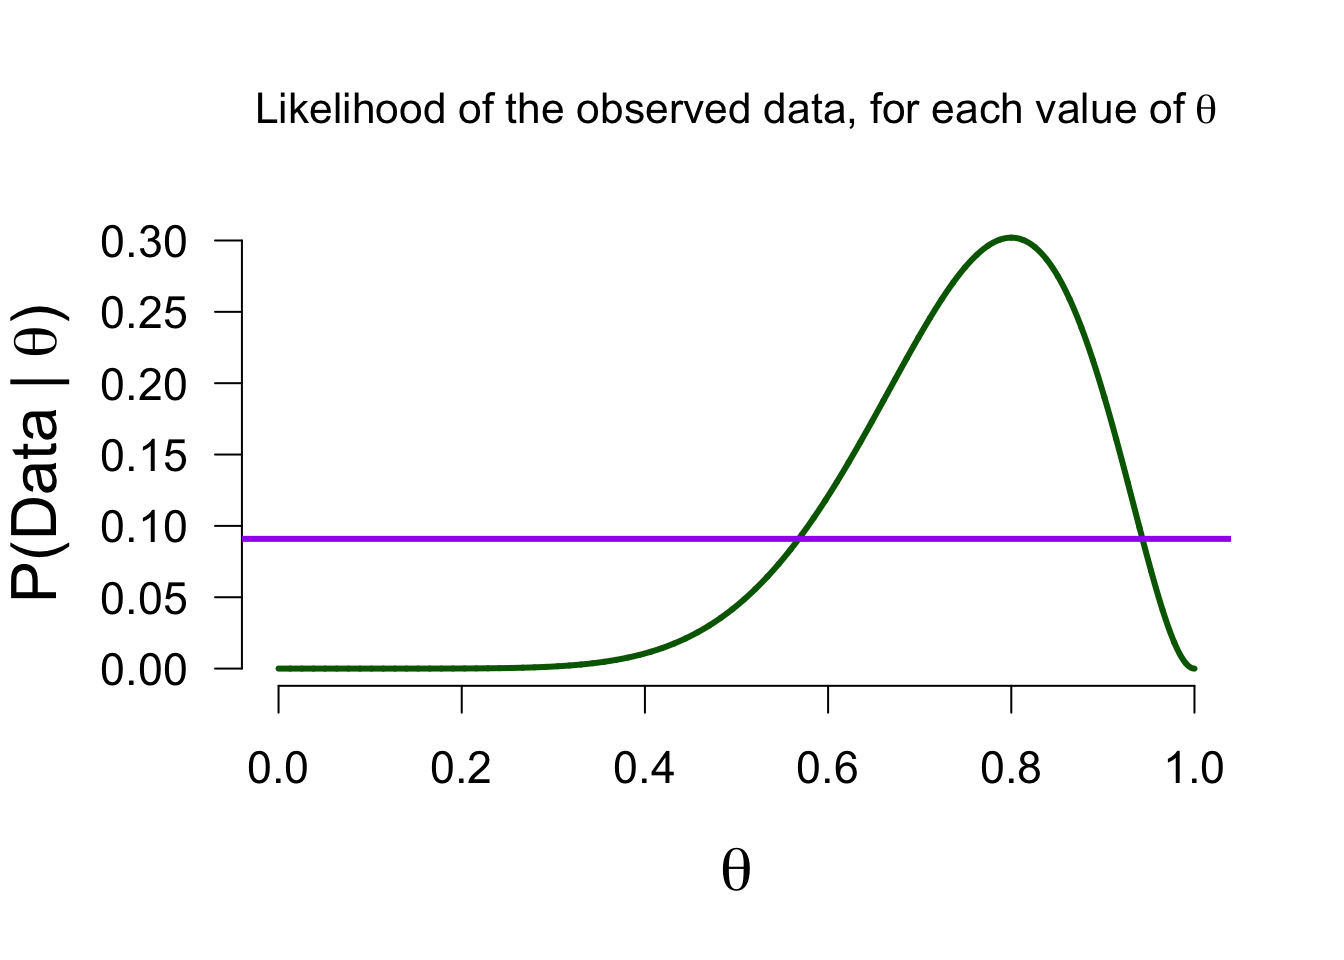 Likelihood of the observed data, for each value of θ
P(Data | θ)
0.30
0.25
0.20
0.15
0.10
0.05
0.00
0.0 0.2 0.4 0.6 0.8 1.0
θ